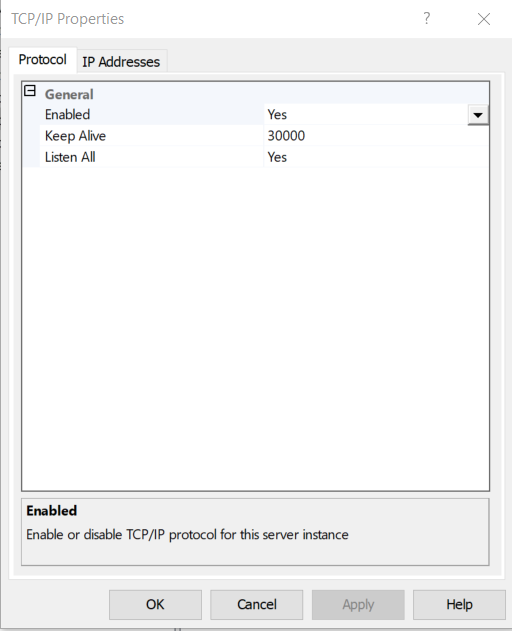 TCP/IP Properties
?
Protocol
IP Addresses
General
Enabled Yes
Keep Alive 30000
Listen All Yes
Enabled
Enable or disable TCP/IP protocol for this server instance
OK Cancel Apply Help